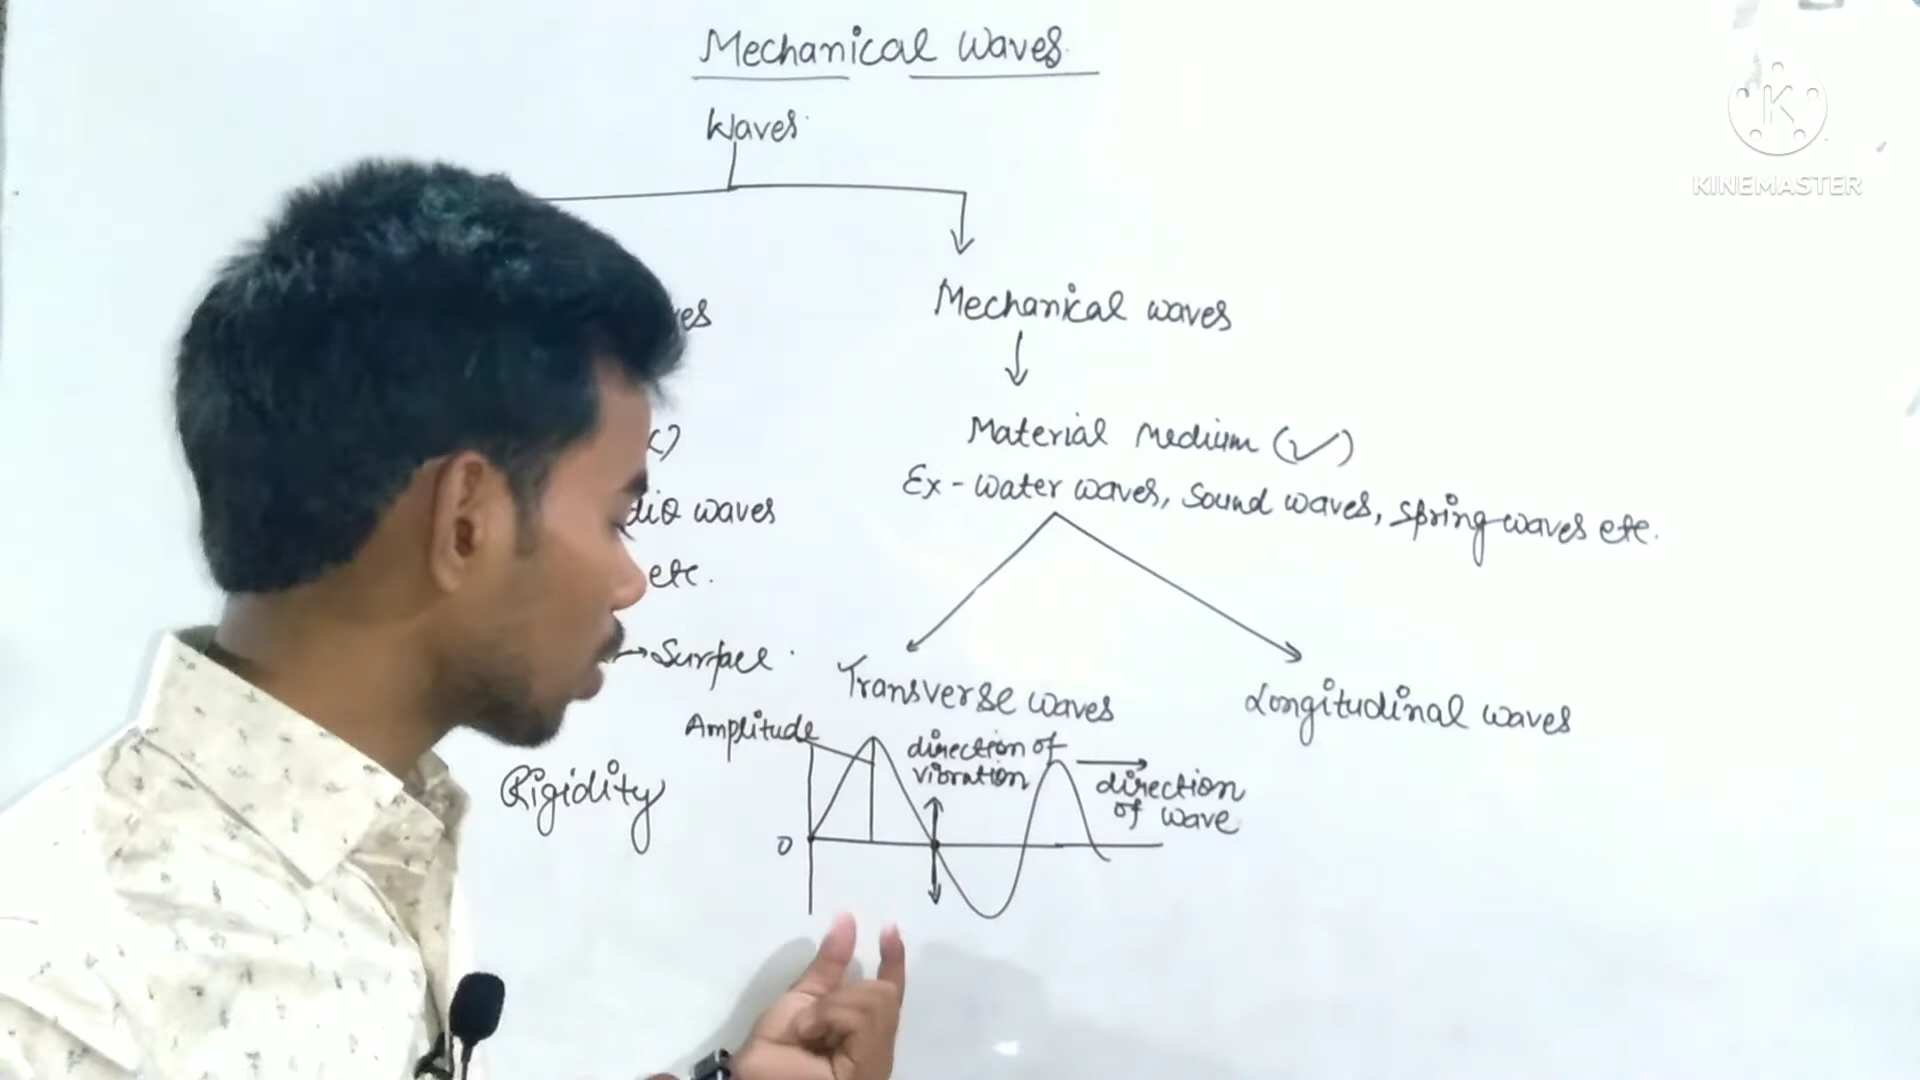 Mechanical Waves
Waves
Mechanical waves
Material Medium (✓)
Ex - Water waves, Sound waves, Spring waves etc.
waves
etc.
→ Surface
Transverse waves
Longitudinal waves
Amplitude
direction of
vibration
direction
of wave
Rigidity
0
K
KINEMASTER